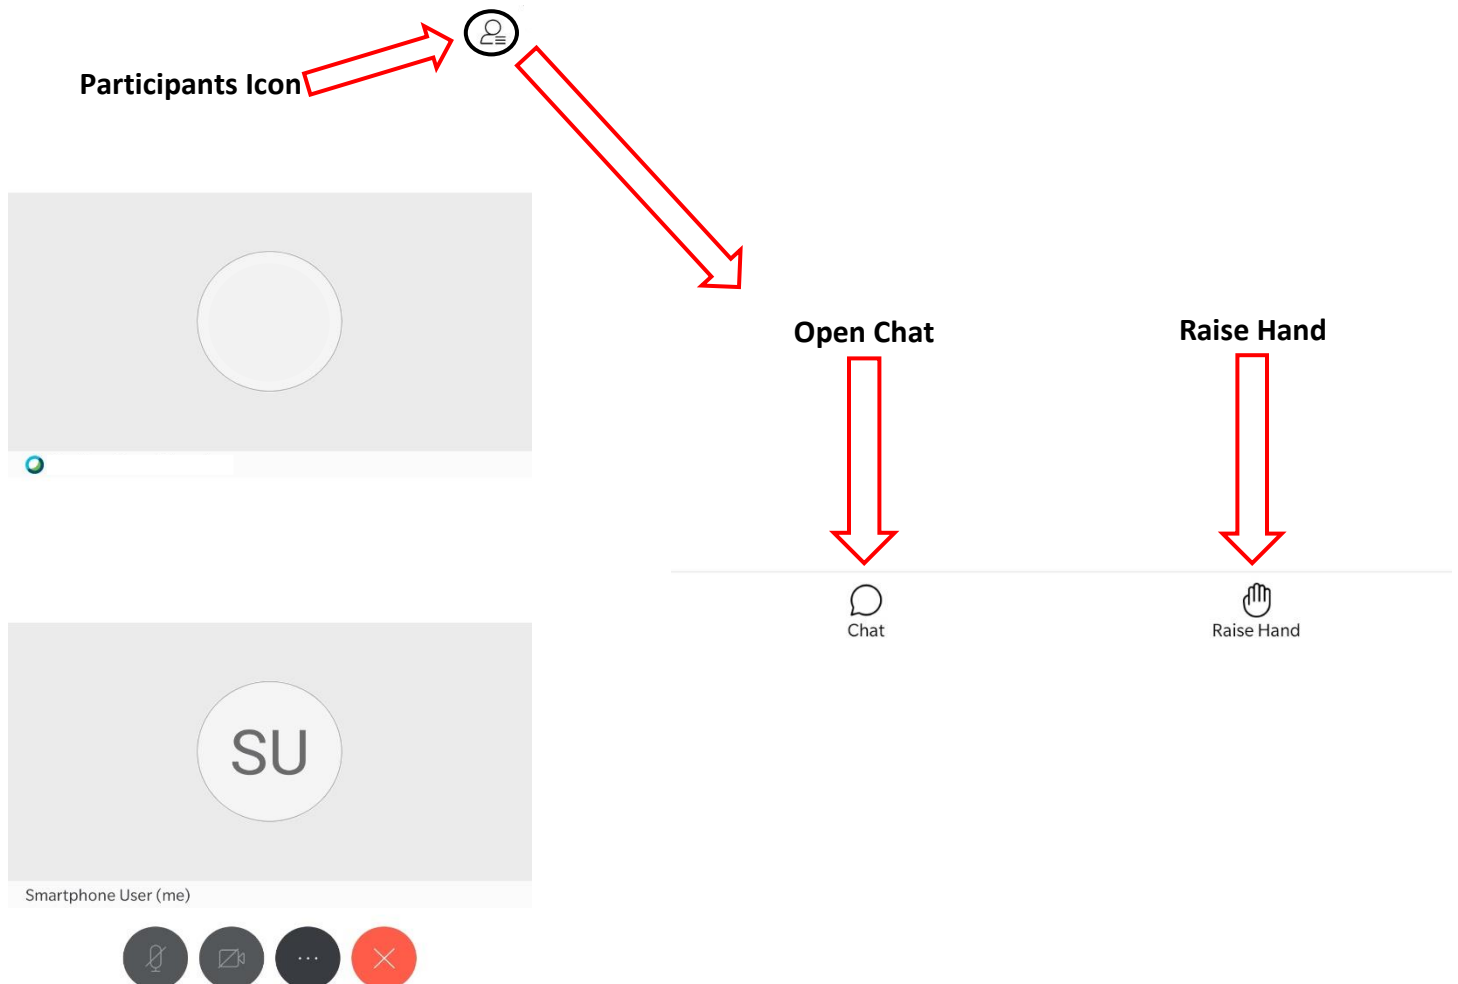 Participants Icon
Open Chat
Raise Hand
Chat
Raise Hand
SU
Smartphone User (me)